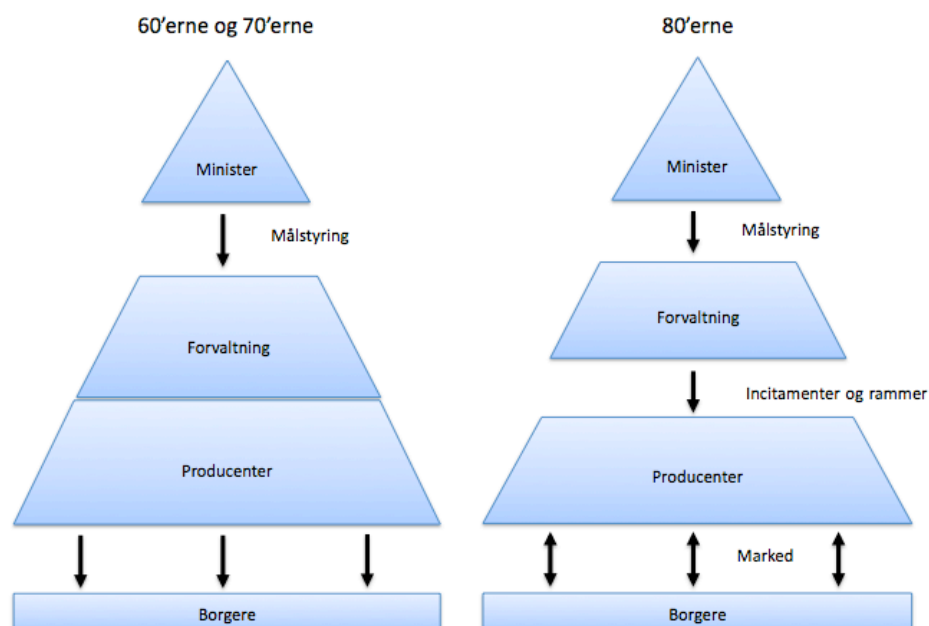 60’erne og 70’erne
Minister
Målstyring
Forvaltning
Producenter
Borgere
80’erne
Minister
Målstyring
Forvaltning
Incitamenter og rammer
Producenter
Marked
Borgere